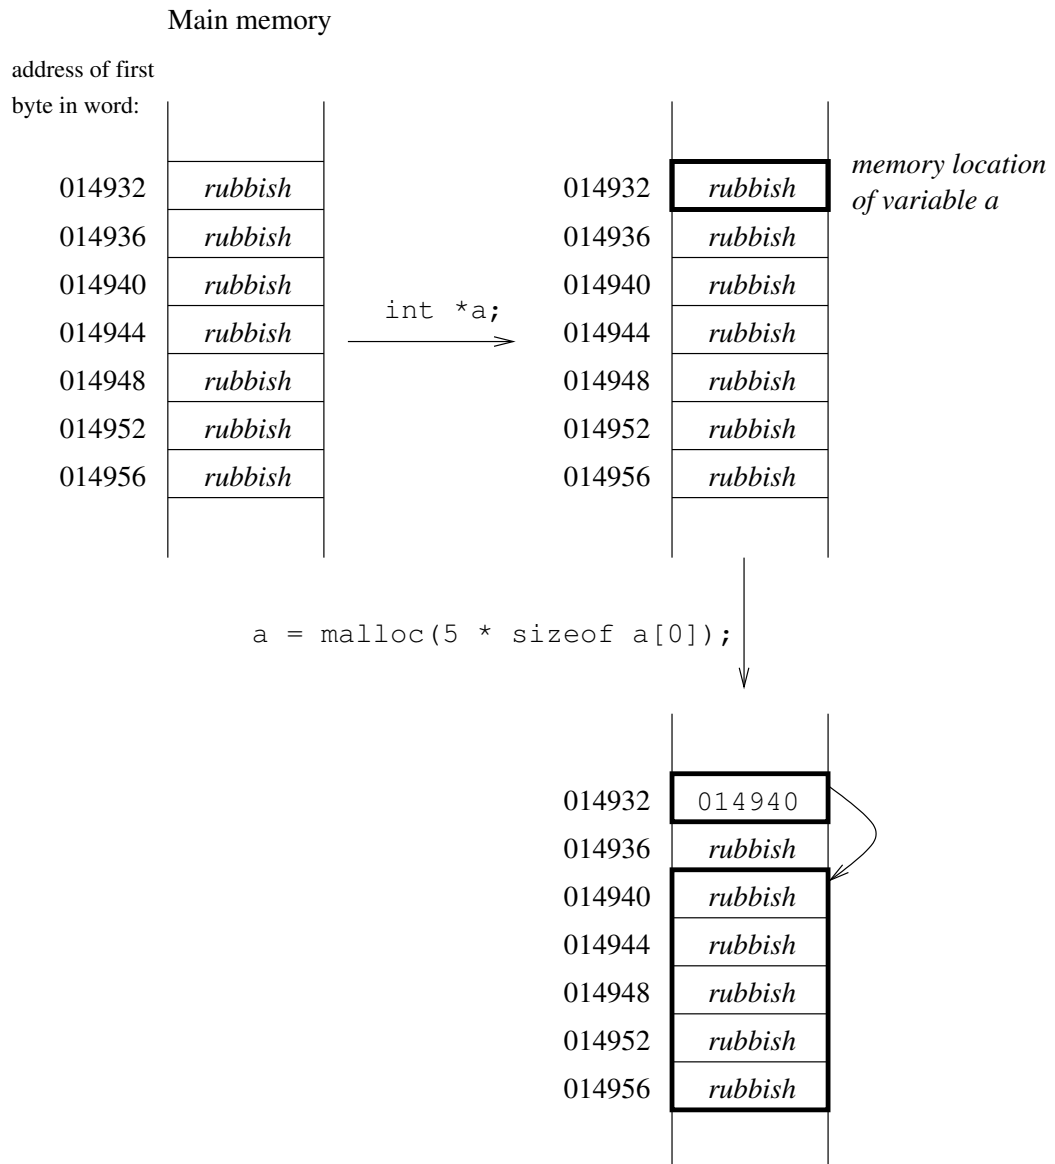 Main memory
address of first
byte in word:
014932 rubbish
014936 rubbish
014940 rubbish
014944 rubbish
014948 rubbish
014952 rubbish
014956 rubbish
int *a;
014932 rubbish
014936 rubbish
014940 rubbish
014944 rubbish
014948 rubbish
014952 rubbish
014956 rubbish
memory location
of variable a
a = malloc(5 * sizeof a[0]);
014932 014940
014936 rubbish
014940 rubbish
014944 rubbish
014948 rubbish
014952 rubbish
014956 rubbish